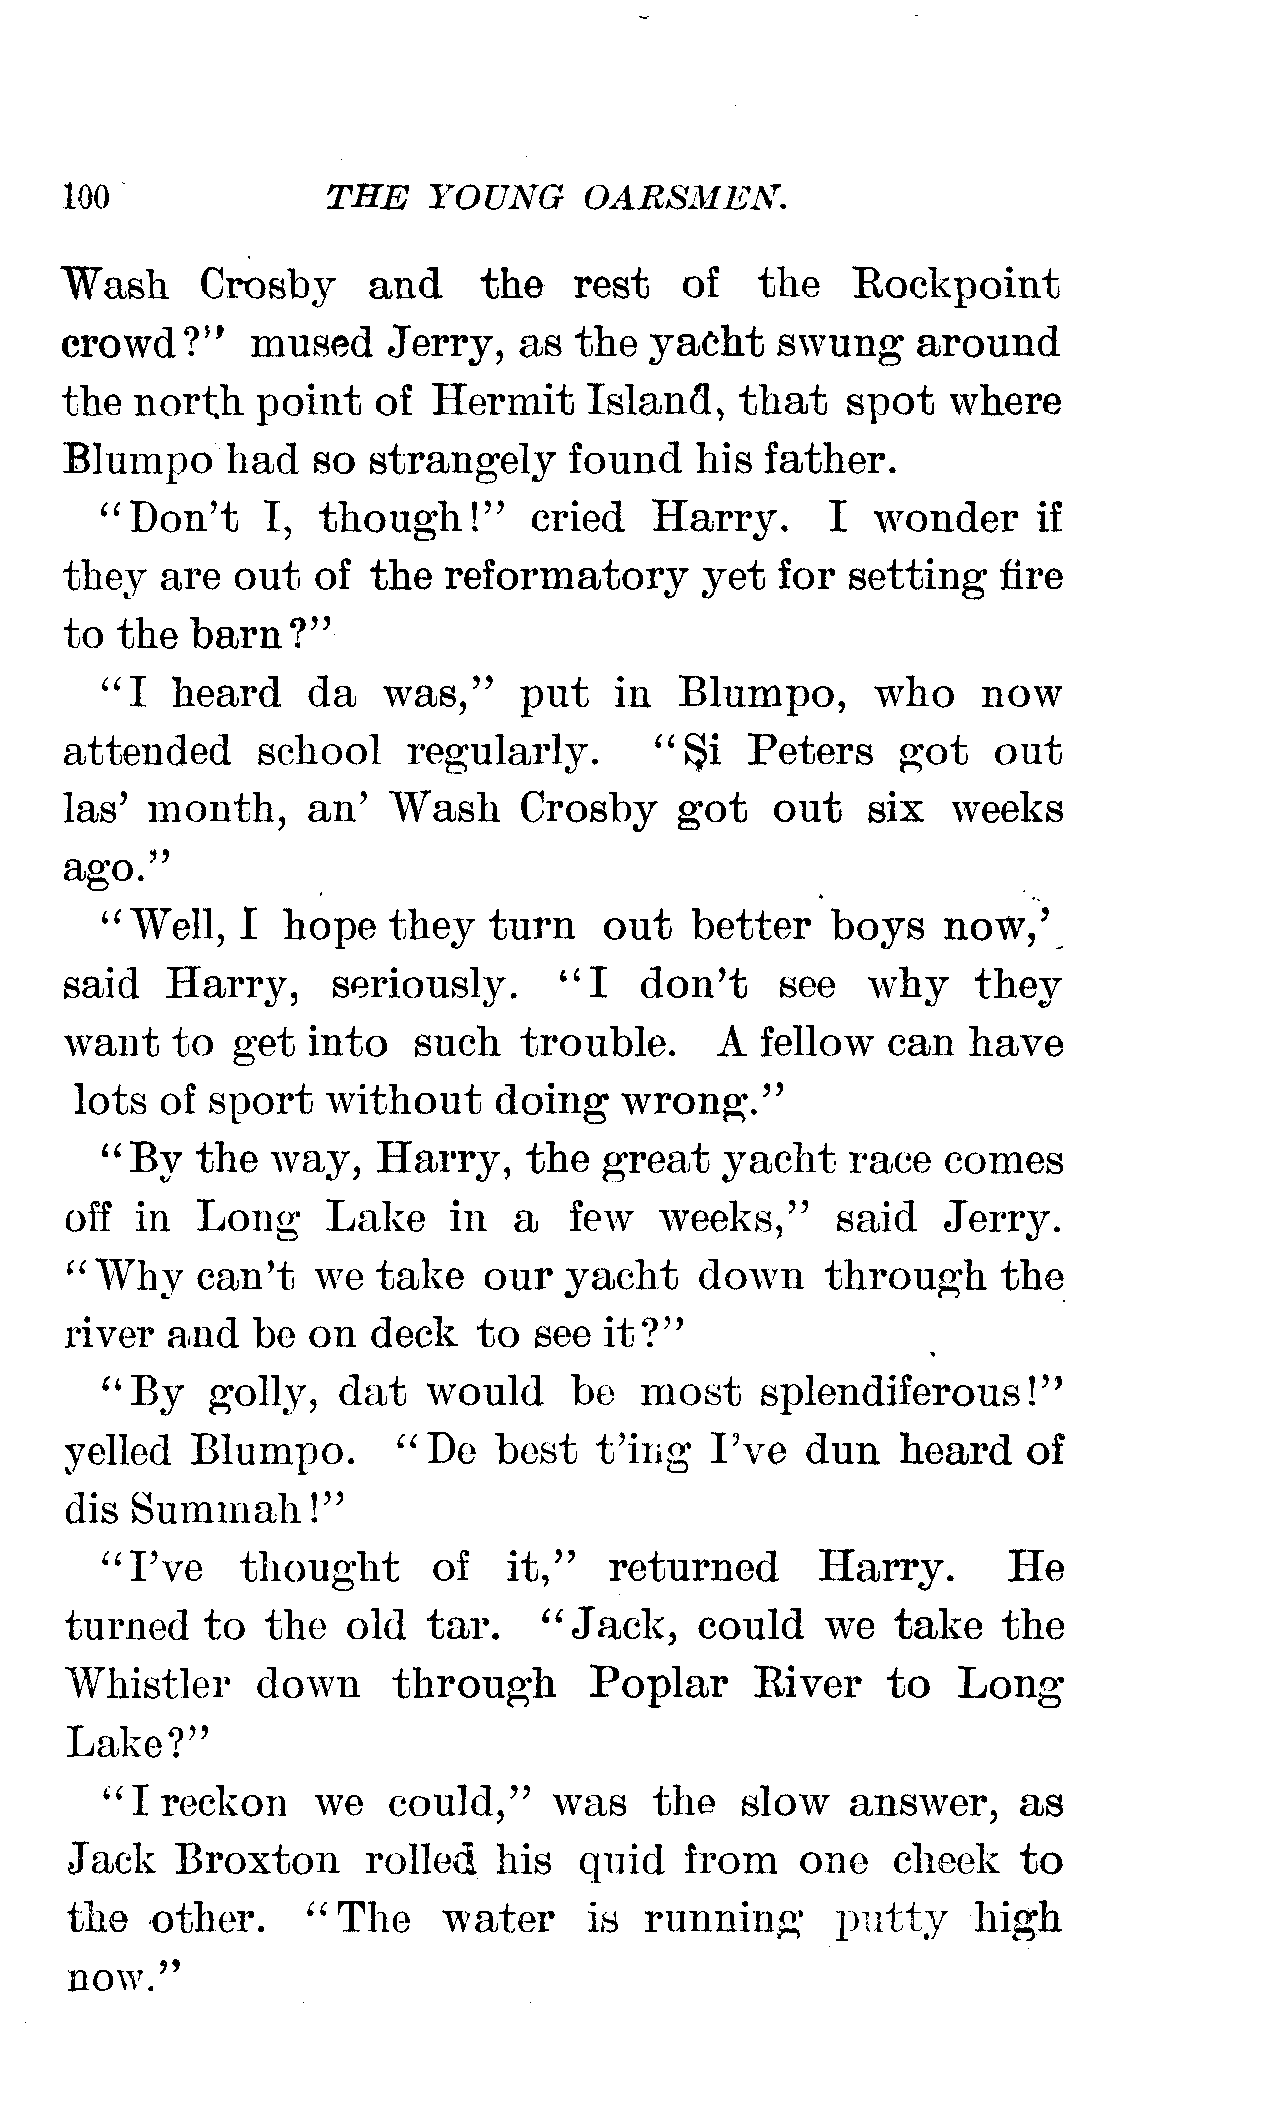 100 THE YOUNG OARSMEN.
Wash Crosby and the rest of the Rockpoint
crowd?" mused Jerry, as the yacht swung around
the north point of Hermit Island, that spot where
Blumpo had so strangely found his father.
"Don't I, though!" cried Harry. I wonder if
they are out of the reformatory yet for setting fire
to the barn?"
"I heard da was," put in Blumpo, who now
attended school regularly. "Si Peters got out
las' month, an' Wash Crosby got out six weeks
ago."
"Well, I hope they turn out better boys now,'
said Harry, seriously. "I don't see why they
want to get into such trouble. A fellow can have
lots of sport without doing wrong."
"By the way, Harry, the great yacht race comes
off in Long Lake in a few weeks," said Jerry.
"Why can't we take our yacht down through the
river and be on deck to see it?"
"By golly, dat would be most splendiferous!"
yelled Blumpo. "De best t'ing I've dun heard of
dis Summah!"
"I've thought of it," returned Harry. He
turned to the old tar. "Jack, could we take the
Whistler down through Poplar River to Long
Lake?"
"I reckon we could," was the slow answer, as
Jack Broxton rolled his quid from one cheek to
the other. "The water is running putty high
now."